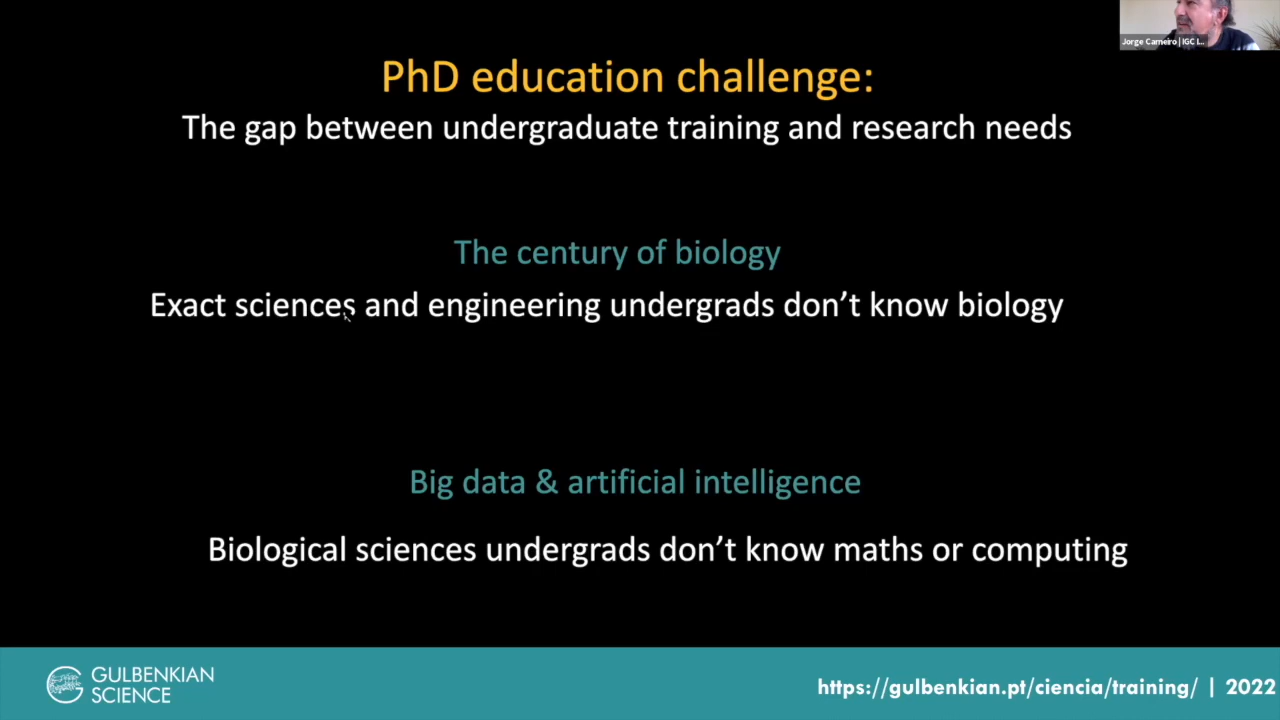 Jorge Carneiro | IGC I...
PhD education challenge:
The gap between undergraduate training and research needs
The century of biology
Exact sciences and engineering undergrads don't know biology
Big data & artificial intelligence
Biological sciences undergrads don't know maths or computing
GULBENKIAN
SCIENCE
https://gulbenkian.pt/ciencia/training/ | 2022